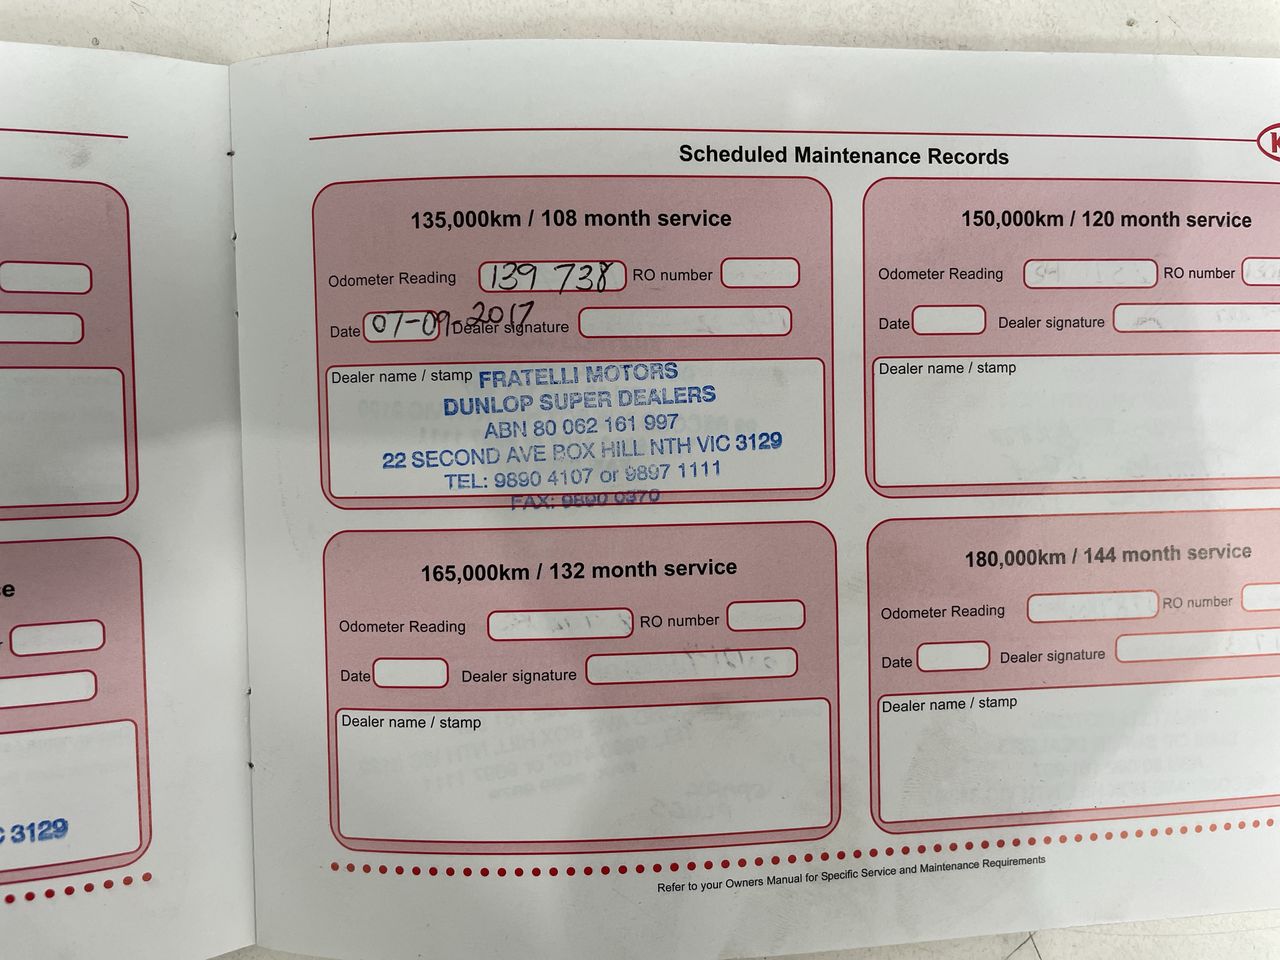 Scheduled Maintenance Records
135,000km / 108 month service
Odometer Reading 139 738 RO number
Date 07-09-2017 Dealer signature
Dealer name / stamp FRATELLI MOTORS
DUNLOP SUPER DEALERS
ABN 80 062 161 997
22 SECOND AVE BOX HILL NTH VIC 3129
TEL: 9890 4107 or 9897 1111
FAX: 9890 0370
150,000km / 120 month service
Odometer Reading RO number
Date Dealer signature
Dealer name / stamp
165,000km / 132 month service
Odometer Reading RO number
Date Dealer signature
Dealer name / stamp
180,000km / 144 month service
Odometer Reading RO number
Date Dealer signature
Dealer name / stamp
Refer to your Owners Manual for Specific Service and Maintenance Requirements
3129